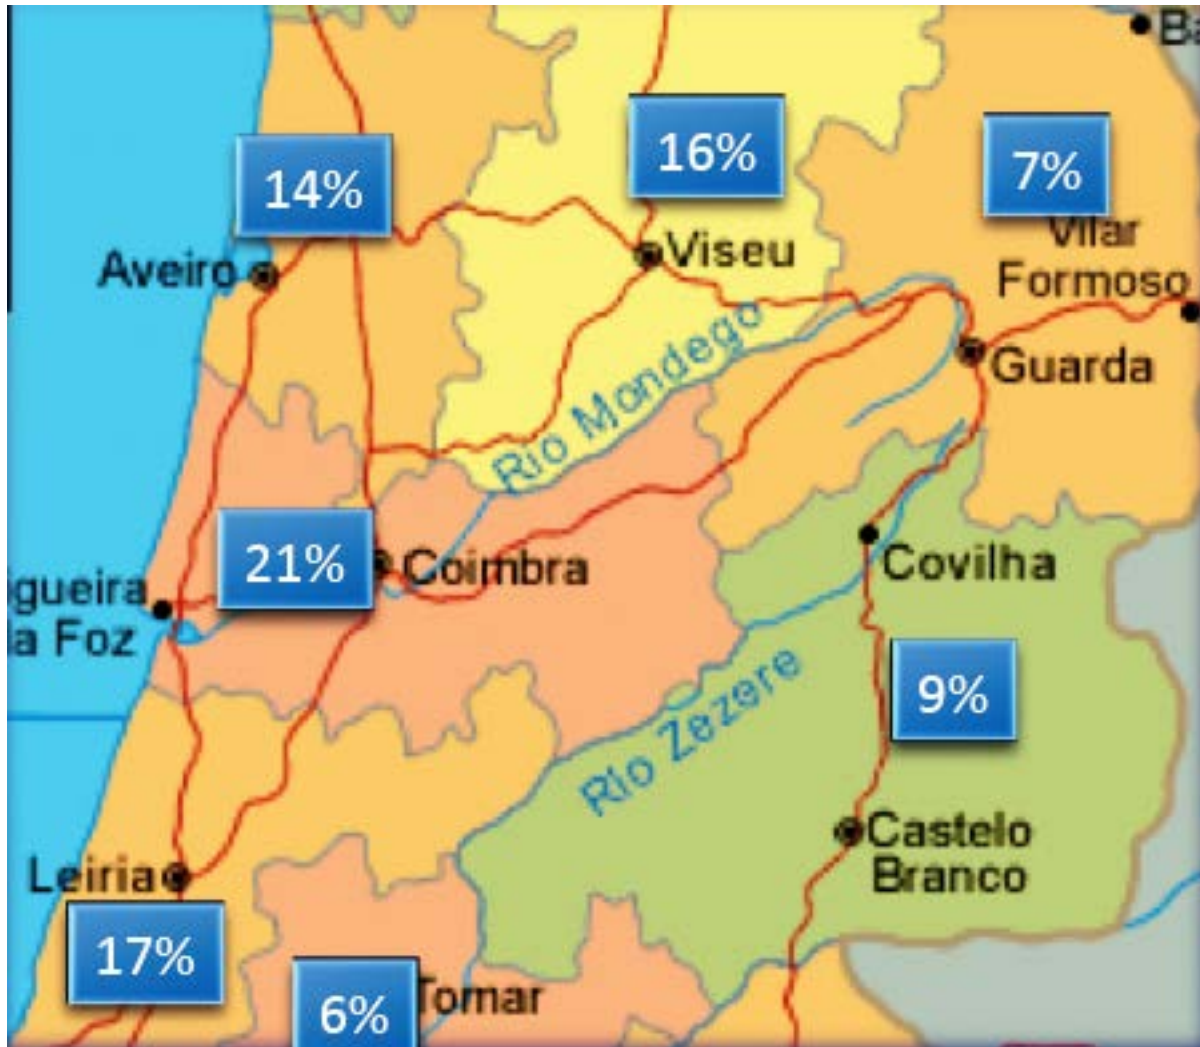 Ba
16%
7%
14%
Viseu
Vilar
Formoso
Aveiro
Guarda
Rio Mondego
21%
Coimbra
Covilha
gueira
la Foz
9%
Rio Zezere
Castelo
Branco
Leiria
17%
6%
Tomar